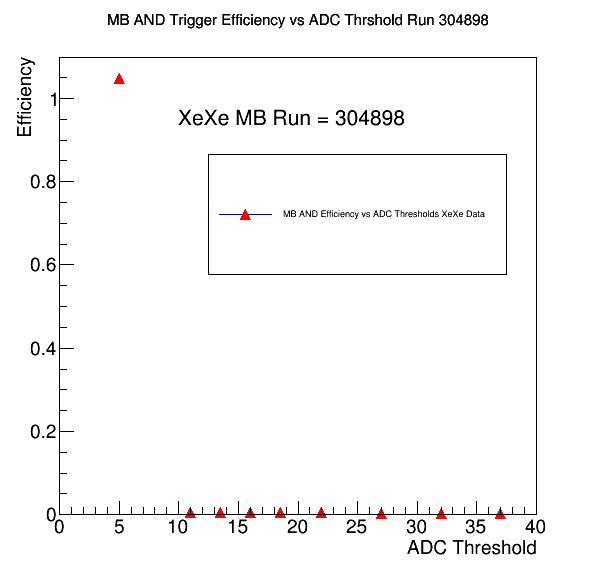 MB AND Trigger Efficiency vs ADC Thrshold Run 304898
Efficiency
XeXe MB Run = 304898
MB AND Efficiency vs ADC Thresholds XeXe Data
1
0.8
0.6
0.4
0.2
0
0 5 10 15 20 25 30 35 40
ADC Threshold